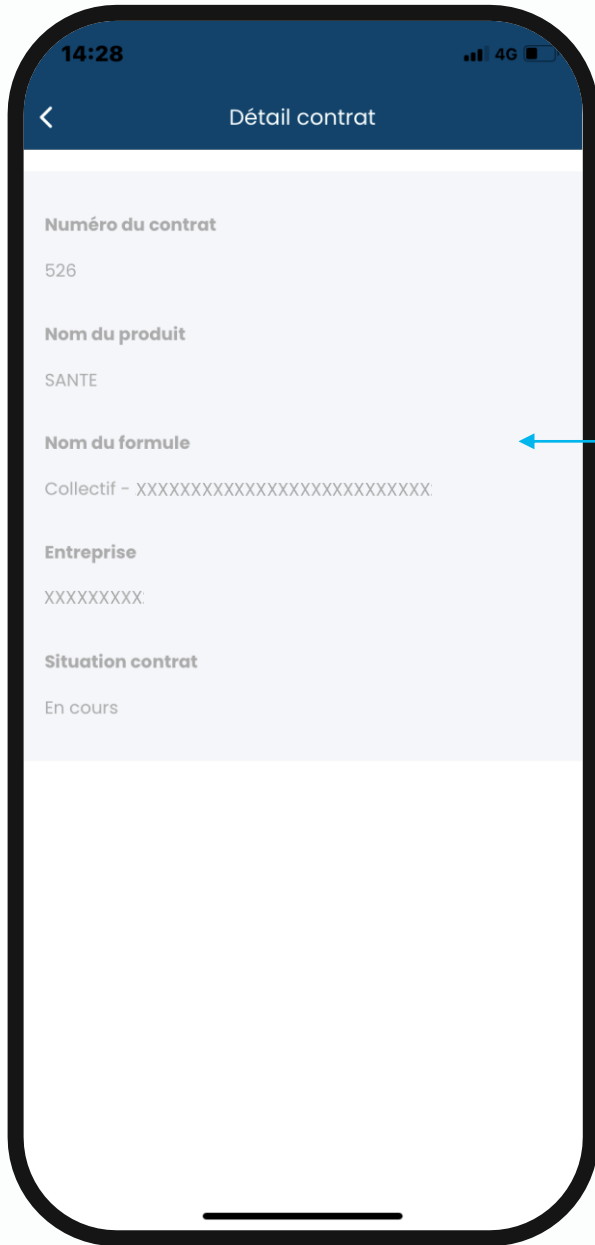 14:28
4G
Détail contrat
Numéro du contrat
526
Nom du produit
SANTE
Nom du formule
Collectif - XXXXXXXXXXXXXXXXXXXXXXXXXXX
Entreprise
XXXXXXXXX
Situation contrat
En cours